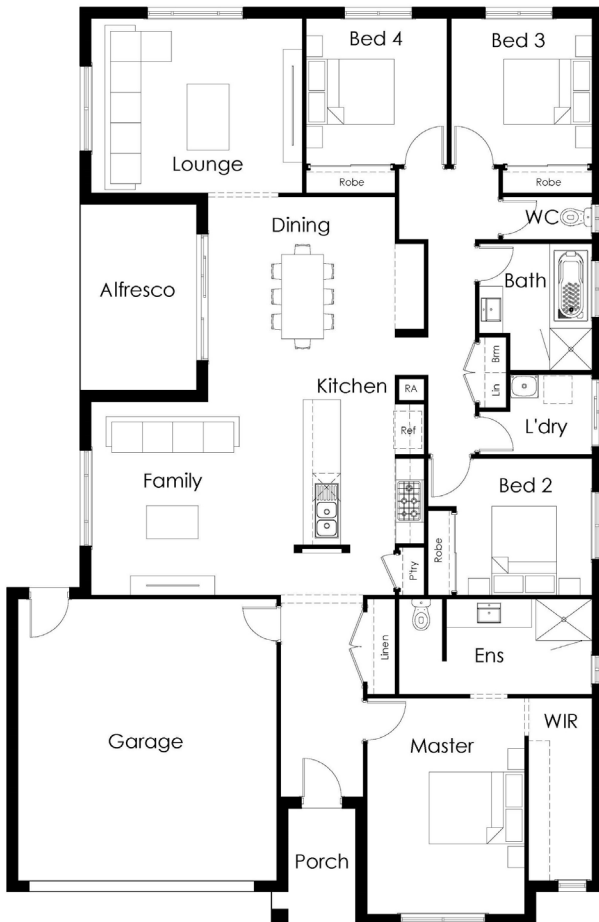 Bed 4
Bed 3
Lounge
Robe
Robe
WC
Dining
Alfresco
Bath
Brm
Lin
Kitchen
RA
Ref
L'dry
Family
Bed 2
Robe
P'try
Linen
Ens
Garage
Master
WIR
Porch